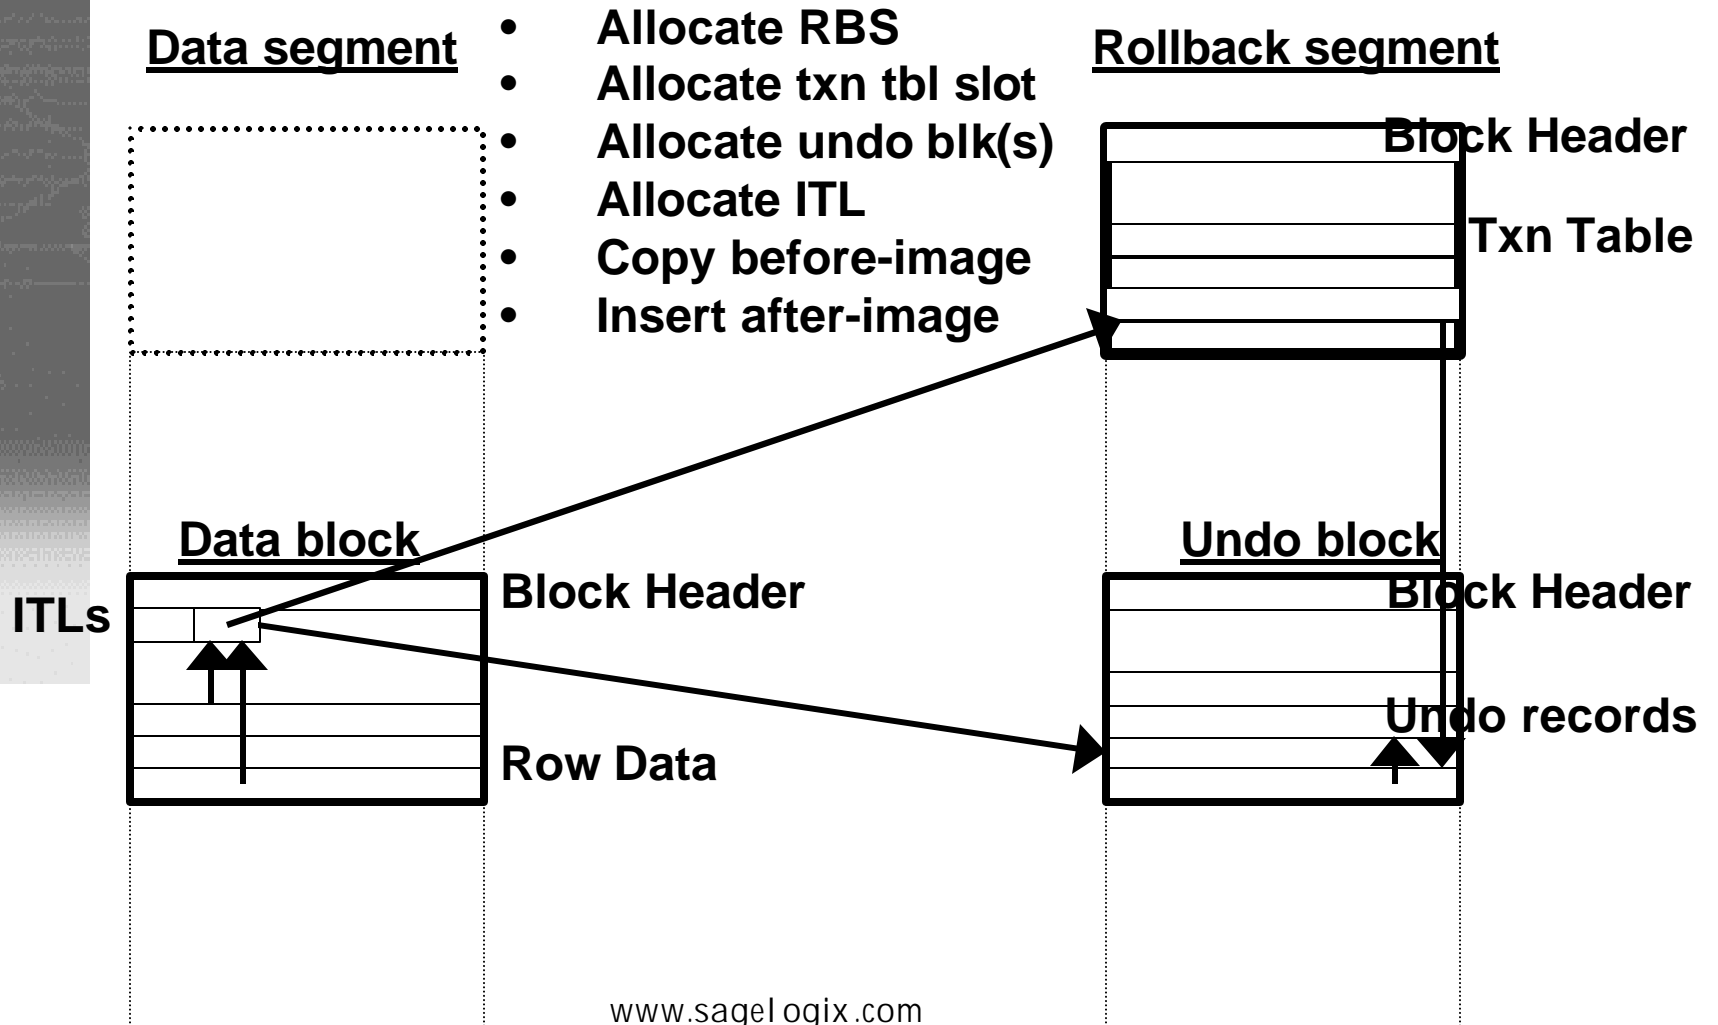 Data segment
• Allocate RBS
• Allocate txn tbl slot
• Allocate undo blk(s)
• Allocate ITL
• Copy before-image
• Insert after-image
Rollback segment
Block Header
Txn Table
Data block
Block Header
ITLs
Row Data
Undo block
Block Header
Undo records
www.sagelogix.com